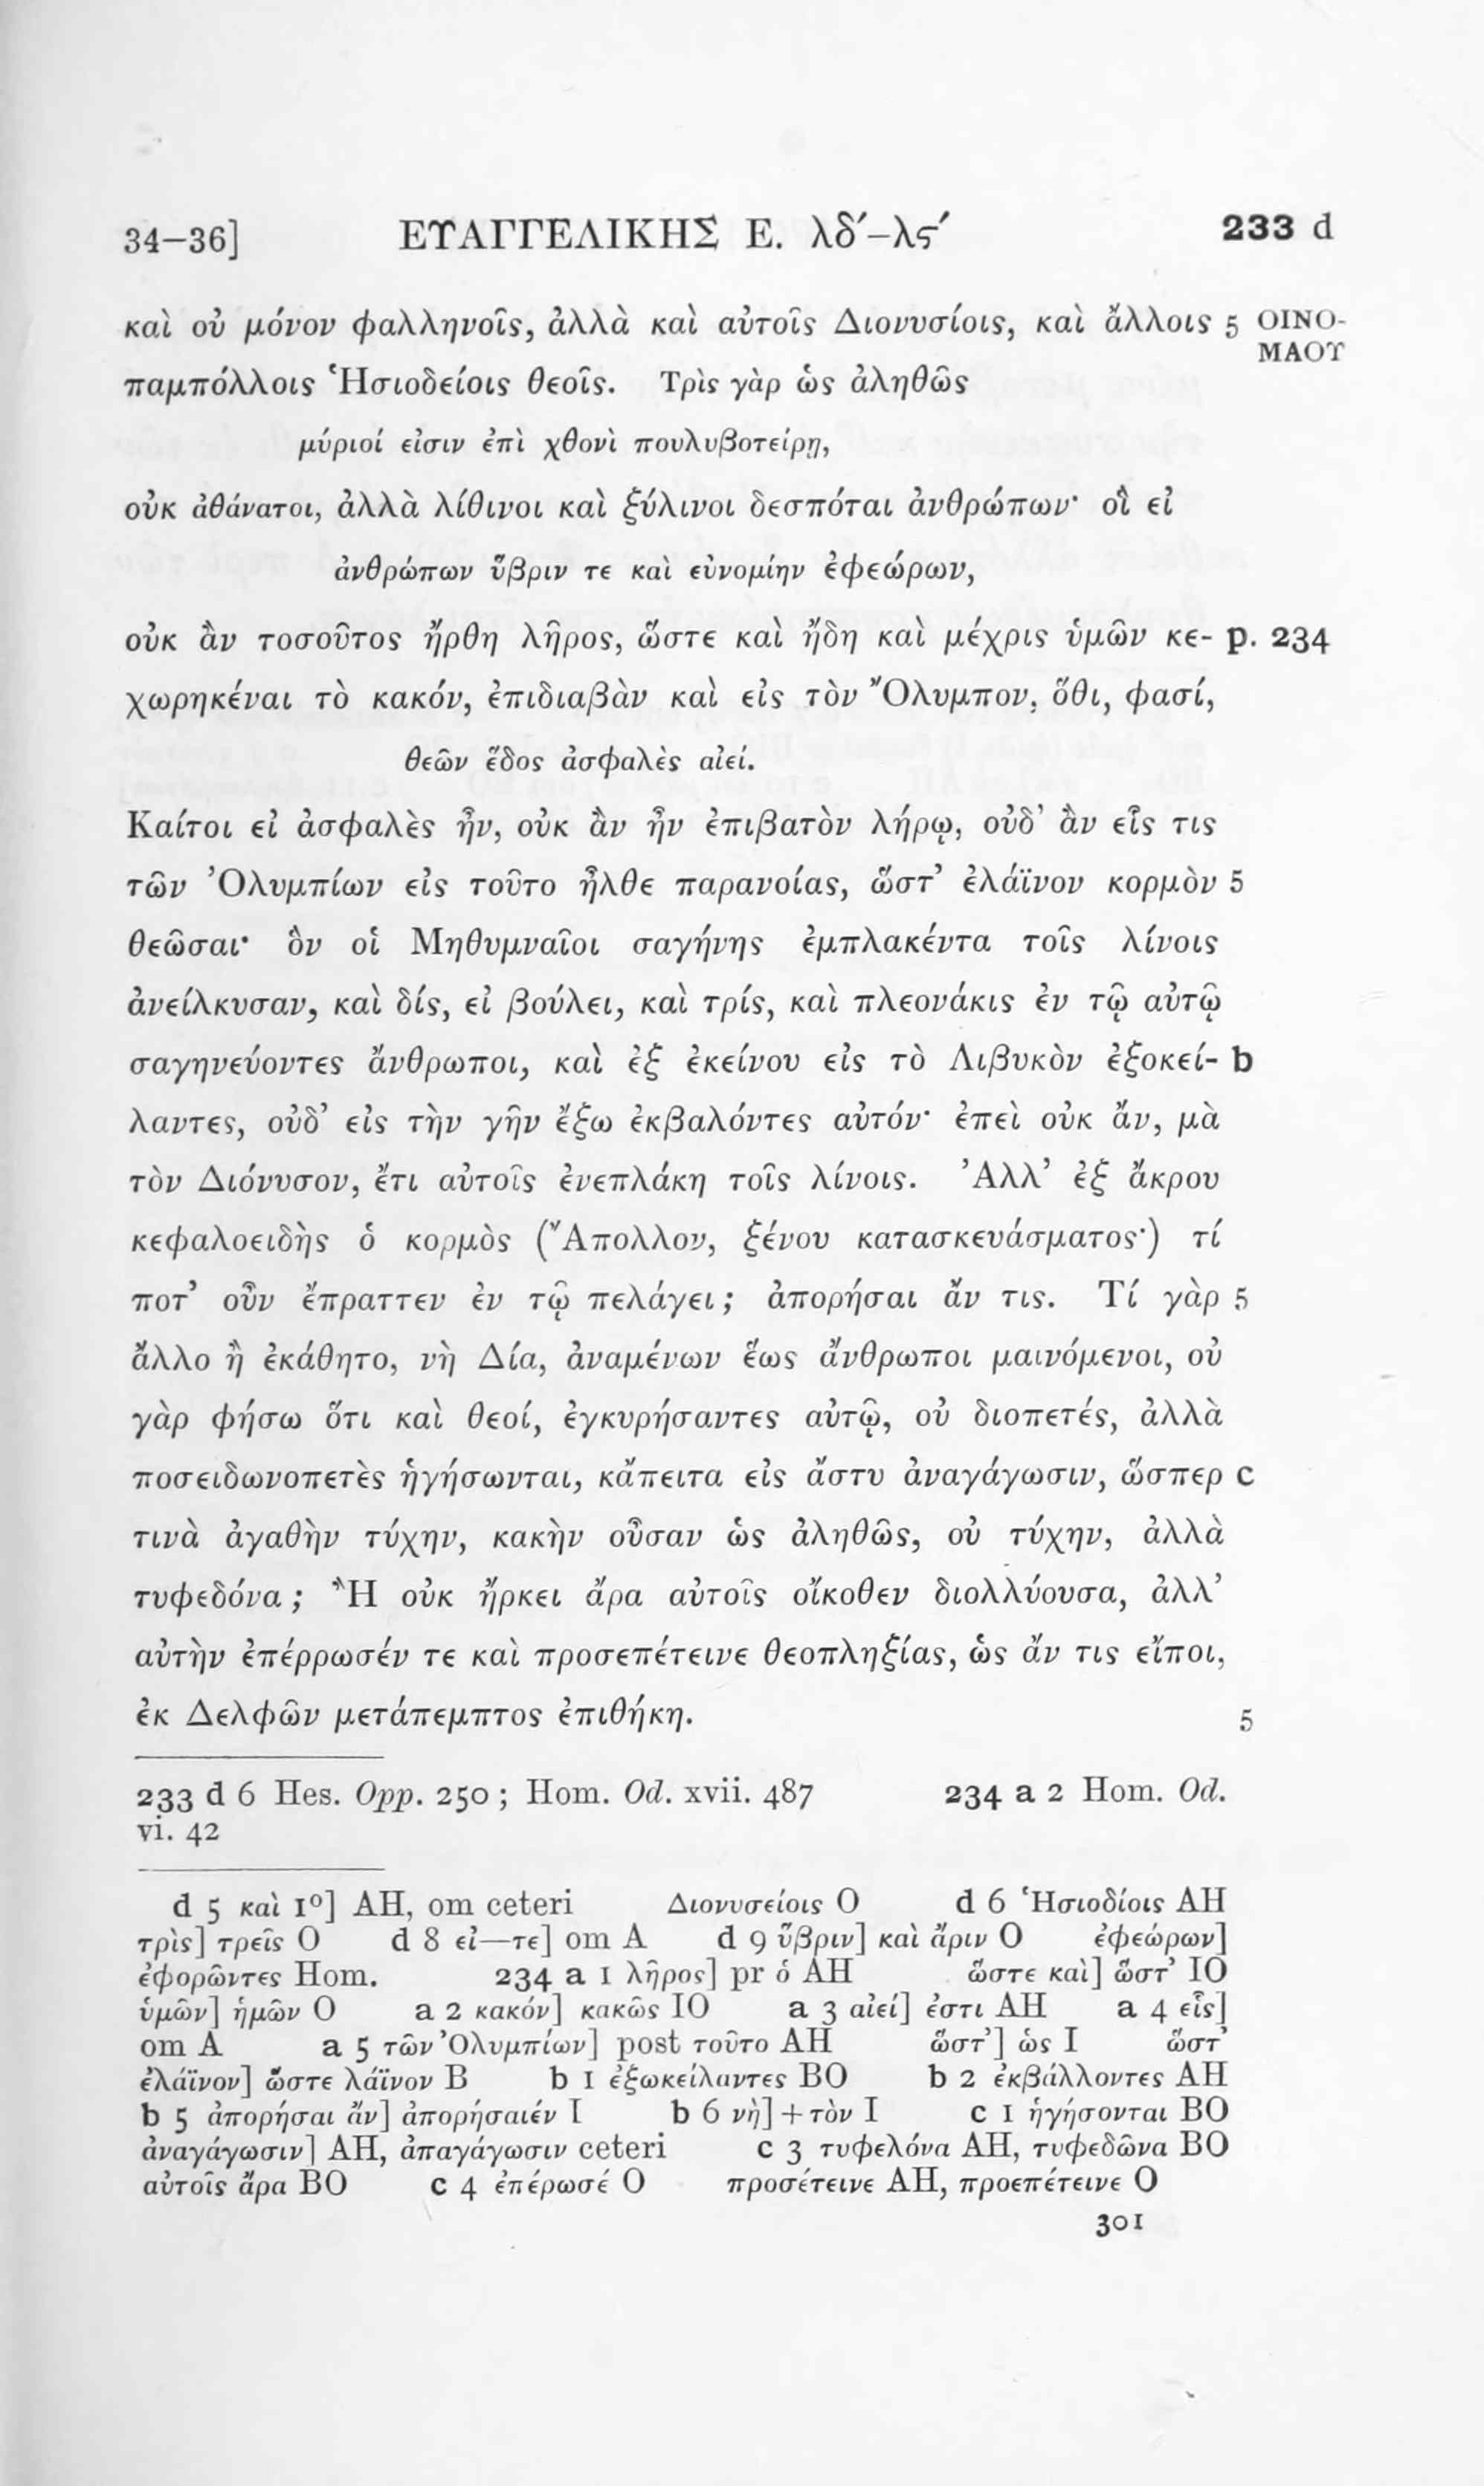 34–36] ΕΥΑΓΓΕΛΙΚΗΣ Ε. λδ′–λϛ′ 233 d
καὶ οὐ μόνον φαλληνοῖς, ἀλλὰ καὶ αὐτοῖς Διονυσίοις, καὶ ἄλλοις 5 ΟΙΝΟ-
ΜΑΟΥ
παμπόλλοις Ἡσιοδείοις θεοῖς. Τρὶς γὰρ ὡς ἀληθῶς
μύριοί εἰσιν ἐπὶ χθονὶ πουλυβοτείρῃ,
οὐκ ἀθάνατοι, ἀλλὰ λίθινοι καὶ ξύλινοι δεσπόται ἀνθρώπων· οἳ εἰ
ἀνθρώπων ὕβριν τε καὶ εὐνομίην ἐφεώρων,
οὐκ ἂν τοσοῦτος ἤρθη λῆρος, ὥστε καὶ ἤδη καὶ μέχρις ὑμῶν κε- p. 234
χωρηκέναι τὸ κακόν, ἐπιδιαβὰν καὶ εἰς τὸν Ὄλυμπον, ὅθι, φασί,
θεῶν ἕδος ἀσφαλὲς αἰεί.
Καίτοι εἰ ἀσφαλὲς ἦν, οὐκ ἂν ἦν ἐπιβατὸν λήρῳ, οὐδ’ ἂν εἷς τις
τῶν Ὀλυμπίων εἰς τοῦτο ἦλθε παρανοίας, ὥστ’ ἐλάϊνον κορμὸν 5
θεῶσαι· ὃν οἱ Μηθυμναῖοι σαγήνης ἐμπλακέντα τοῖς λίνοις
ἀνείλκυσαν, καὶ δίς, εἰ βούλει, καὶ τρίς, καὶ πλεονάκις ἐν τῷ αὐτῷ
σαγηνεύοντες ἄνθρωποι, καὶ ἐξ ἐκείνου εἰς τὸ Λιβυκὸν ἐξοκεί- b
λαντες, οὐδ’ εἰς τὴν γῆν ἔξω ἐκβαλόντες αὐτόν· ἐπεὶ οὐκ ἄν, μὰ
τὸν Διόνυσον, ἔτι αὐτοῖς ἐνεπλάκη τοῖς λίνοις. Ἀλλ’ ἐξ ἄκρου
κεφαλοειδὴς ὁ κορμὸς (Ἄπολλον, ξένου κατασκευάσματος·) τί
ποτ’ οὖν ἔπραττεν ἐν τῷ πελάγει; ἀπορήσαι ἄν τις. Τί γὰρ 5
ἄλλο ἢ ἐκάθητο, νὴ Δία, ἀναμένων ἕως ἄνθρωποι μαινόμενοι, οὐ
γὰρ φήσω ὅτι καὶ θεοί, ἐγκυρήσαντες αὐτῷ, οὐ διοπετές, ἀλλὰ
ποσειδωνοπετὲς ἡγήσωνται, κἄπειτα εἰς ἄστυ ἀναγάγωσιν, ὥσπερ c
τινὰ ἀγαθὴν τύχην, κακὴν οὖσαν ὡς ἀληθῶς, οὐ τύχην, ἀλλὰ
τυφεδόνα; Ἢ οὐκ ἤρκει ἄρα αὐτοῖς οἴκοθεν διολλύουσα, ἀλλ’
αὐτὴν ἐπέρρωσέν τε καὶ προσεπέτεινε θεοπληξίας, ὡς ἄν τις εἴποι,
ἐκ Δελφῶν μετάπεμπτος ἐπιθήκη. 5
233 d 6 Hes. Opp. 250; Hom. Od. xvii. 487 234 a 2 Hom. Od.
vi. 42
d 5 καὶ 1º] AH, om ceteri Διονυσείοις O d 6 Ἡσιοδίοις AH
τρὶς] τρεῖς O d 8 εἰ—τε] om A d 9 ὕβριν] καὶ ἄριν O ἐφεώρων]
ἐφορῶντες Hom. 234 a 1 λῆρος] pr ὁ AH ὥστε καὶ] ὥστ’ IO
ὑμῶν] ἡμῶν O a 2 κακόν] κακῶς IO a 3 αἰεί] ἐστι AH a 4 εἷς]
om A a 5 τῶν Ὀλυμπίων] post τοῦτο AH ὥστ’] ὡς I ὥστ’
ἐλάϊνον] ὥστε λάϊνον B b 1 ἐξωκείλαντες BO b 2 ἐκβάλλοντες AH
b 5 ἀπορήσαι ἄν] ἀπορήσαιέν I b 6 νὴ] + τὸν I c 1 ἡγήσονται BO
ἀναγάγωσιν] AH, ἀπαγάγωσιν ceteri c 3 τυφελόνα AH, τυφεδῶνα BO
αὐτοῖς ἄρα BO c 4 ἐπέρωσέ O προσέτεινε AH, προεπέτεινε O
301